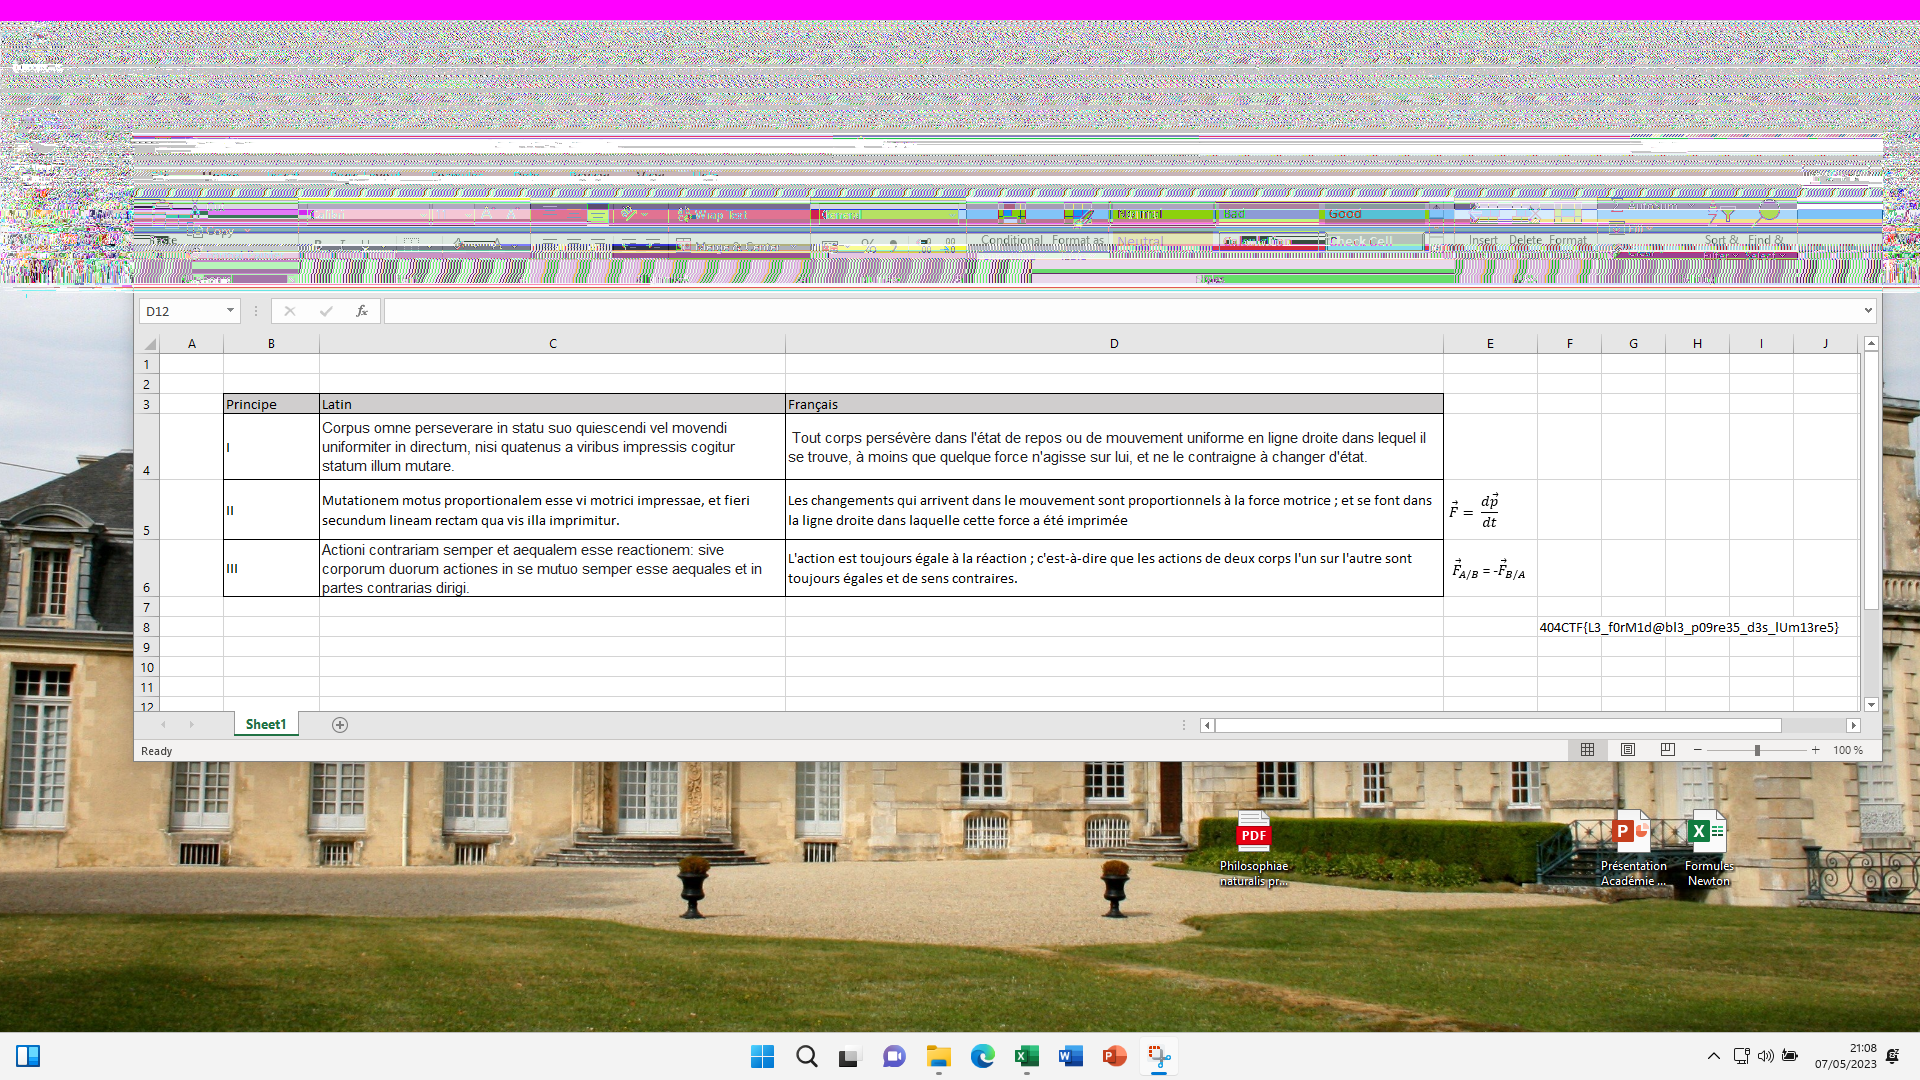 Copy
Wrap Text
General
Normal
Bad
Good
Conditional Format as
Neutral
Check Cell
Insert Delete Format
Sort & Find &
Filter Select
D12
fx
A B C D E F G H I J
1
2
3 Principe Latin Français
4 I
Corpus omne perseverare in statu suo quiescendi vel movendi
uniformiter in directum, nisi quatenus a viribus impressis cogitur
statum illum mutare.
Tout corps persévère dans l'état de repos ou de mouvement uniforme en ligne droite dans lequel il
se trouve, à moins que quelque force n'agisse sur lui, et ne le contraigne à changer d'état.
5 II
Mutationem motus proportionalem esse vi motrici impressae, et fieri
secundum lineam rectam qua vis illa imprimitur.
Les changements qui arrivent dans le mouvement sont proportionnels à la force motrice ; et se font dans
la ligne droite dans laquelle cette force a été imprimée
F⃗ = dp⃗/dt
6 III
Actioni contrariam semper et aequalem esse reactionem: sive
corporum duorum actiones in se mutuo semper esse aequales et in
partes contrarias dirigi.
L'action est toujours égale à la réaction ; c'est-à-dire que les actions de deux corps l'un sur l'autre sont
toujours égales et de sens contraires.
F⃗A/B = -F⃗B/A
7
8 404CTF{L3_f0rM1d@bl3_p09re35_d3s_lUm13re5}
9
10
11
12
Sheet1
Ready
100 %
PDF
Philosophiae
naturalis pr...
Présentation
Académie ...
Formules
Newton
21:08
07/05/2023